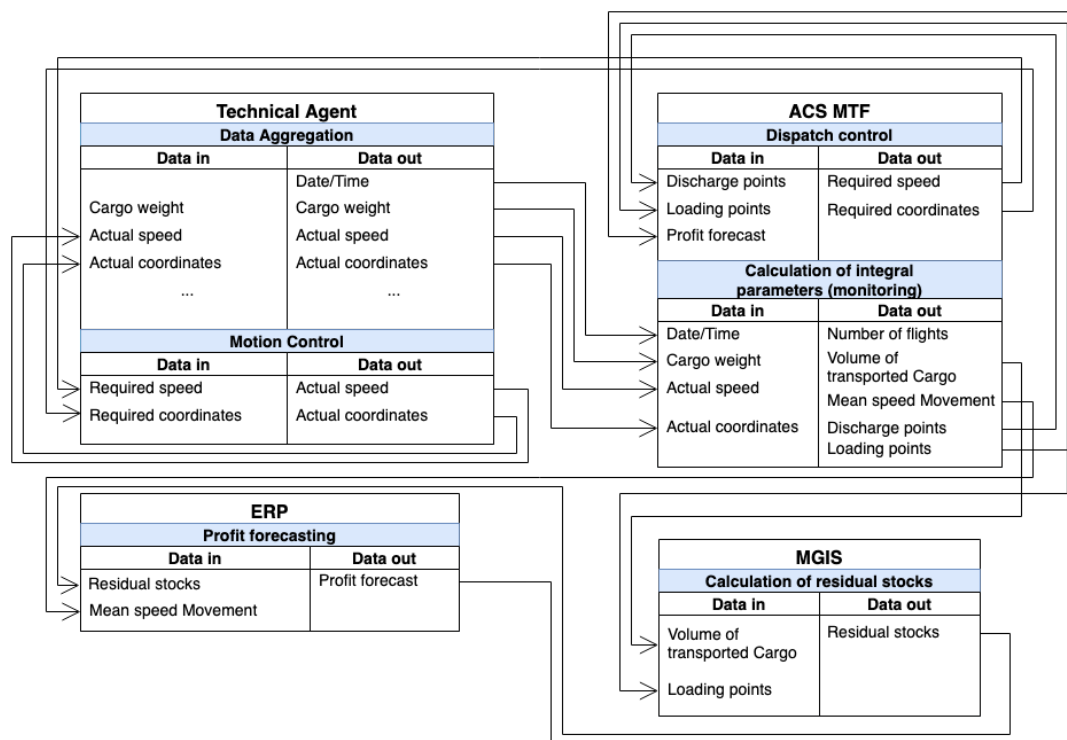 Technical Agent
Data Aggregation
Data in
Data out
Date/Time
Cargo weight
Cargo weight
Actual speed
Actual speed
Actual coordinates
Actual coordinates
...
...
Motion Control
Data in
Data out
Required speed
Actual speed
Required coordinates
Actual coordinates
ACS MTF
Dispatch control
Data in
Data out
Discharge points
Required speed
Loading points
Required coordinates
Profit forecast
Calculation of integral
parameters (monitoring)
Data in
Data out
Date/Time
Number of flights
Cargo weight
Volume of
transported Cargo
Actual speed
Mean speed Movement
Actual coordinates
Discharge points
Loading points
ERP
Profit forecasting
Data in
Data out
Residual stocks
Profit forecast
Mean speed Movement
MGIS
Calculation of residual stocks
Data in
Data out
Volume of
transported Cargo
Residual stocks
Loading points